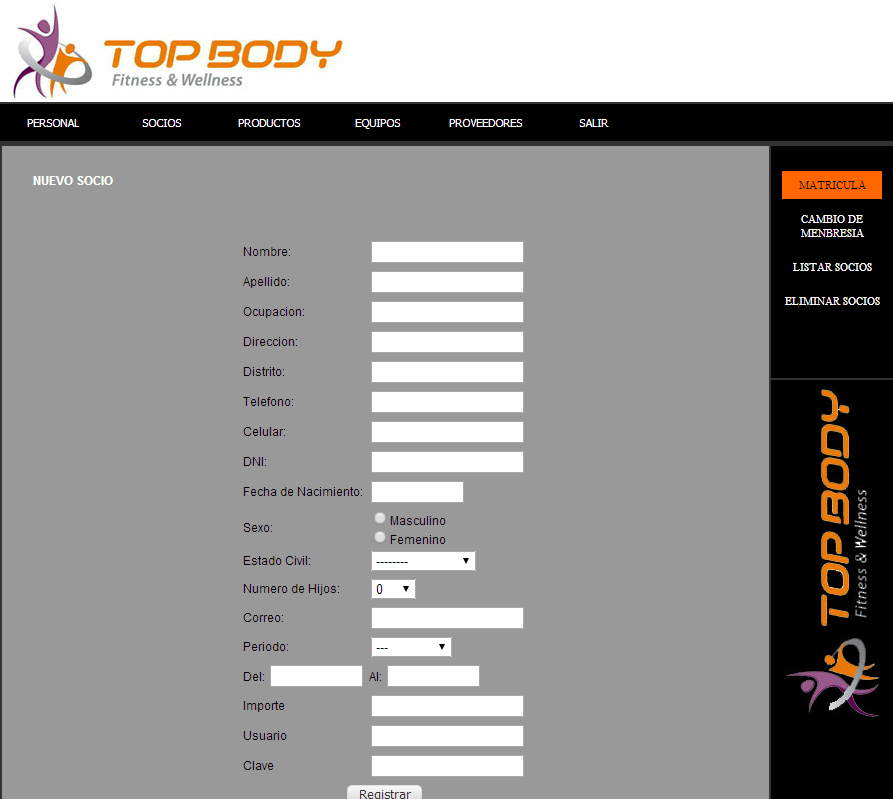 TOP BODY
Fitness & Wellness
PERSONAL SOCIOS PRODUCTOS EQUIPOS PROVEEDORES SALIR
NUEVO SOCIO
Nombre:
Apellido:
Ocupacion:
Direccion:
Distrito:
Telefono:
Celular:
DNI:
Fecha de Nacimiento:
Sexo:
Masculino
Femenino
Estado Civil: --------
Numero de Hijos: 0
Correo:
Periodo: ---
Del: Al:
Importe
Usuario
Clave
Registrar
MATRICULA
CAMBIO DE
MENBRESIA
LISTAR SOCIOS
ELIMINAR SOCIOS
TOP BODY
Fitness & Wellness